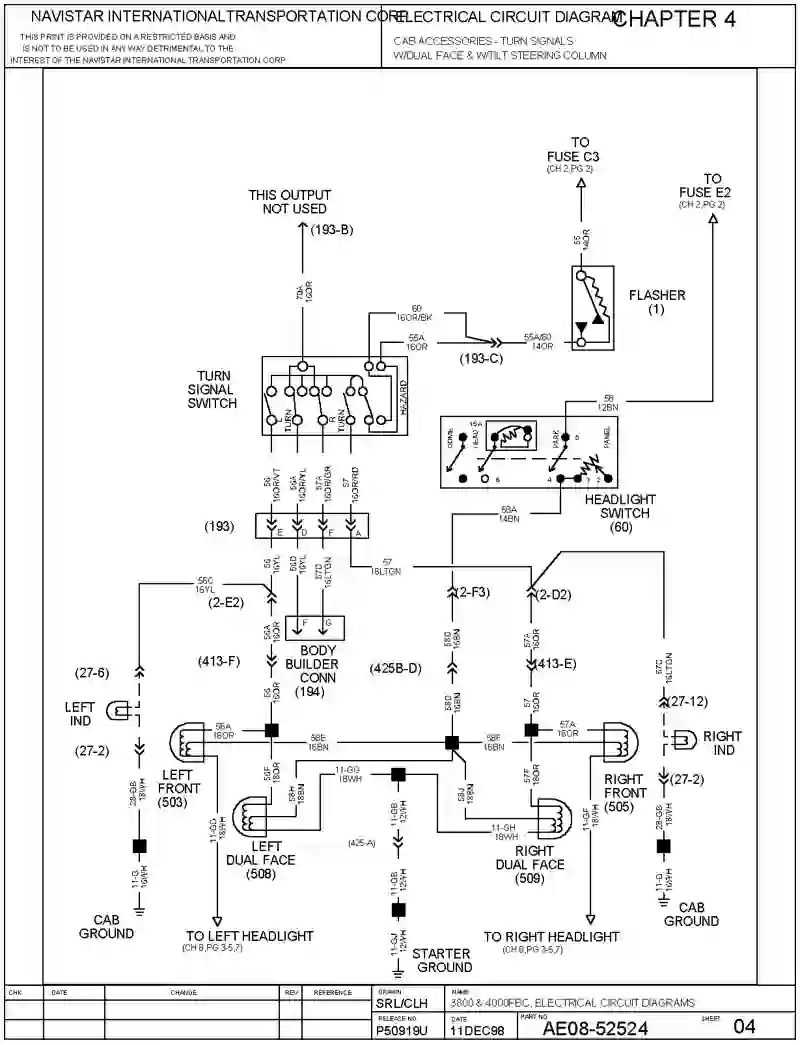 NAVISTAR INTERNATIONAL TRANSPORTATION CORP.
THIS PRINT IS PROVIDED ON A RESTRICTED BASIS AND
IS NOT TO BE USED IN ANY WAY DETRIMENTAL TO THE
INTEREST OF THE NAVISTAR INTERNATIONAL TRANSPORTATION CORP
ELECTRICAL CIRCUIT DIAGRAM
CHAPTER 4
CAB ACCESSORIES - TURN SIGNALS
W/DUAL FACE & W/TILT STEERING COLUMN
TO
FUSE C3
(CH 2,PG 2)
TO
FUSE E2
(CH 2,PG 2)
THIS OUTPUT
NOT USED
(193-B)
55
14OR
70A
16OR
FLASHER
(1)
60
16OR/BK
55A
16OR
55A/60
14OR
(193-C)
TURN
SIGNAL
SWITCH
L
TURN
R
TURN
HAZARD
58
12BN
DOME
15A
HEAD
PARK
5
PANEL
6
4
1
2
HEADLIGHT
SWITCH
(60)
56
16OR/VT
56A
16OR/YL
57A
16OR/GR
57
16OR/RD
58A
14BN
(193)
E
D
F
A
56
16YL
56D
16YL
57D
16LTGN
57
16LTGN
56C
16YL
(2-E2)
(2-F3)
(2-D2)
F
G
BODY
BUILDER
CONN
(194)
56A
16OR
58D
16BN
57A
16OR
57C
16LTGN
(413-F)
(425B-D)
(413-E)
(27-6)
56
16OR
58D
16BN
57
16OR
(27-12)
LEFT
IND
RIGHT
IND
56A
16OR
58E
16BN
58F
16BN
57A
16OR
(27-2)
(27-2)
LEFT
FRONT
(503)
RIGHT
FRONT
(505)
56F
18OR
58H
18BN
11-GG
18WH
58J
18BN
57F
18OR
28-GB
18WH
11-GD
18WH
11-GB
12WH
11-GH
18WH
11-GF
18WH
28-GB
18WH
(425-A)
LEFT
DUAL FACE
(508)
RIGHT
DUAL FACE
(509)
11-G
16WH
11-GB
12WH
11-G
16WH
CAB
GROUND
CAB
GROUND
TO LEFT HEADLIGHT
(CH 8,PG 3-5,7)
11-GJ
12WH
TO RIGHT HEADLIGHT
(CH 8,PG 3-5,7)
STARTER
GROUND
CHK
DATE
CHANGE
REV
REFERENCE
DRAWN
SRL/CLH
NAME
3800 & 4000FBC, ELECTRICAL CIRCUIT DIAGRAMS
RELEASE NO.
P50919U
DATE
11DEC98
PART NO
AE08-52524
SHEET
04